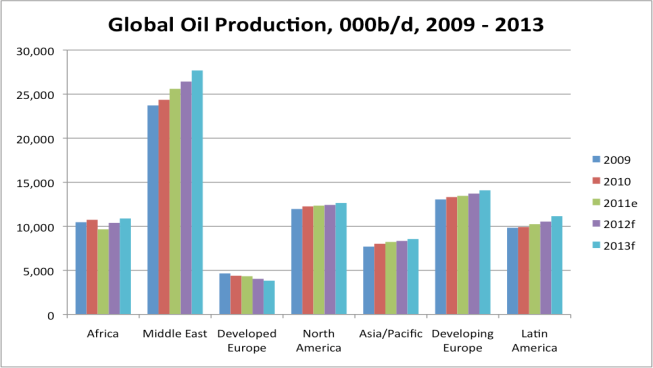 Global Oil Production, 000b/d, 2009 - 2013
30,000
25,000
20,000
15,000
10,000
5,000
0
Africa
Middle East
Developed
Europe
North
America
Asia/Pacific
Developing
Europe
Latin
America
2009
2010
2011e
2012f
2013f